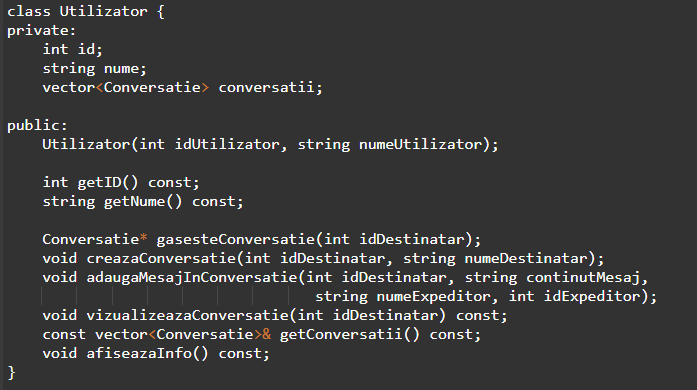 class Utilizator {
private:
    int id;
    string nume;
    vector<Conversatie> conversatii;

public:
    Utilizator(int idUtilizator, string numeUtilizator);

    int getID() const;
    string getNume() const;

    Conversatie* gasesteConversatie(int idDestinatar);
    void creazaConversatie(int idDestinatar, string numeDestinatar);
    void adaugaMesajInConversatie(int idDestinatar, string continutMesaj,
                                  string numeExpeditor, int idExpeditor);
    void vizualizeazaConversatie(int idDestinatar) const;
    const vector<Conversatie>& getConversatii() const;
    void afiseazaInfo() const;
}